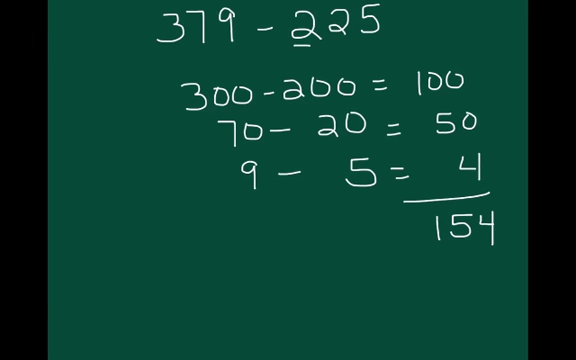 379 - 225
300 - 200 = 100
70 - 20 = 50
9 - 5 = 4
154